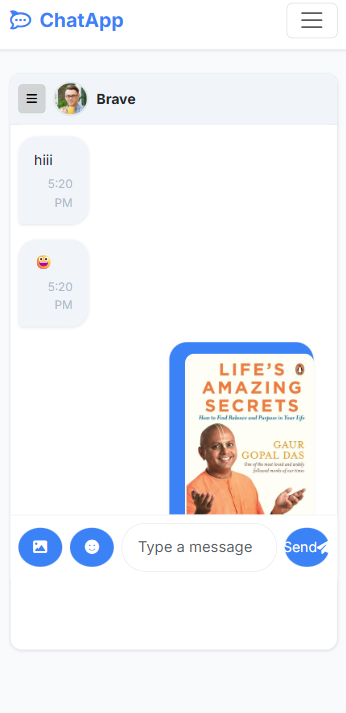 ChatApp
Brave
hiii
5:20
PM
5:20
PM
LIFE'S
AMAZING
SECRETS
How to Find Balance and Purpose in Your Life
GAUR
GOPAL DAS
One of the most loved and widely
followed monks of our times
Type a message
Send